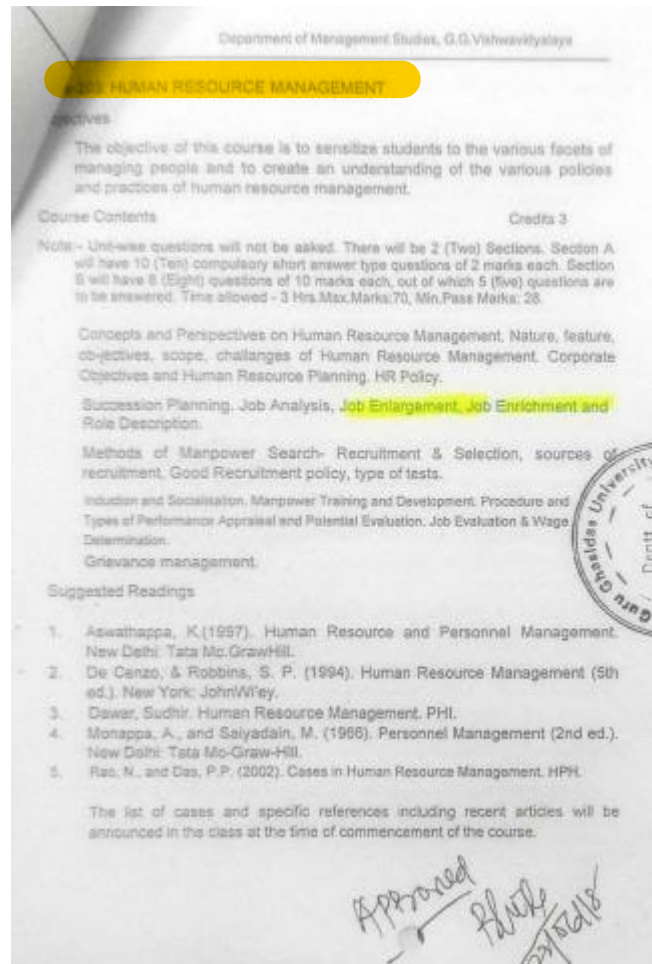 Department of Management Studies, G.G.Vishwavidyalaya
203: HUMAN RESOURCE MANAGEMENT
The objective of this course is to sensitize students to the various facets of
managing people and to create an understanding of the various policies
and practices of human resource management.
Course Contents Credits 3
Note:- Unit-wise questions will not be asked. There will be 2 (Two) Sections. Section A
will have 10 (Ten) compulsory short answer type questions of 2 marks each. Section
B will have 8 (Eight) questions of 10 marks each, out of which 5 (five) questions are
to be answered. Time allowed - 3 Hrs.Max.Marks:70, Min.Pass Marks: 28.
Concepts and Perspectives on Human Resource Management. Nature, feature,
objectives, scope, challanges of Human Resource Management. Corporate
Objectives and Human Resource Planning. HR Policy.
Succession Planning. Job Analysis, Job Enlargement, Job Enrichment and
Role Description.
Methods of Manpower Search- Recruitment & Selection, sources of
recruitment, Good Recruitment policy, type of tests.
Induction and Socialisation. Manpower Training and Development. Procedure and
Types of Performance Appraisal and Potential Evaluation. Job Evaluation & Wage
Determination.
Grievance management.
Suggested Readings
1. Aswathappa, K.(1997). Human Resource and Personnel Management.
New Delhi: Tata Mc.GrawHill.
2. De Cenzo, & Robbins, S. P. (1994). Human Resource Management (5th
ed.). New York: JohnWi'ey.
3. Dawar, Sudhir. Human Resource Management. PHI.
4. Monappa, A., and Saiyadain, M. (1966). Personnel Management (2nd ed.).
New Delhi: Tata Mc-Graw-Hill.
5. Rao, N., and Das, P.P. (2002). Cases in Human Resource Management. HPH.
The list of cases and specific references including recent articles will be
announced in the class at the time of commencement of the course.
Guru Ghasidas University
Deptt. of
Approved